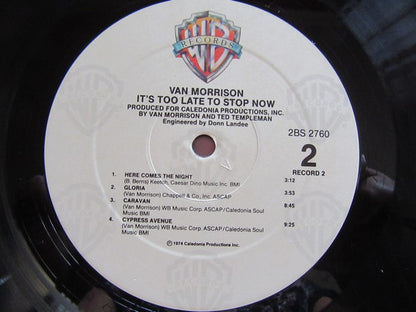 WB
RECORDS
VAN MORRISON
IT'S TOO LATE TO STOP NOW
PRODUCED FOR CALEDONIA PRODUCTIONS, INC.
BY VAN MORRISON AND TED TEMPLEMAN
Engineered by Donn Landee
2BS 2760
2
RECORD 2
1. HERE COMES THE NIGHT
(B. Berns) Keetch, Caesar Dino Music Inc. BMI 3:12
2. GLORIA
(Van Morrison) Chappell & Co., Inc. ASCAP 3:53
3. CARAVAN
(Van Morrison) WB Music Corp. ASCAP/Caledonia Soul 8:45
Music BMI
4. CYPRESS AVENUE
(Van Morrison) WB Music Corp. ASCAP/Caledonia Soul 9:25
Music BMI
℗ 1974 Caledonia Productions Inc.